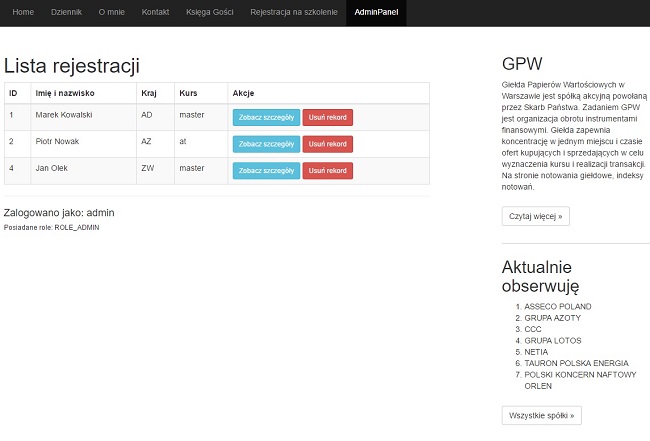 Home Dziennik O mnie Kontakt Księga Gości Rejestracja na szkolenie AdminPanel
Lista rejestracji
ID Imię i nazwisko Kraj Kurs Akcje
1 Marek Kowalski AD master Zobacz szczegóły Usuń rekord
2 Piotr Nowak AZ at Zobacz szczegóły Usuń rekord
4 Jan Olek ZW master Zobacz szczegóły Usuń rekord
Zalogowano jako: admin
Posiadane role: ROLE_ADMIN
GPW
Giełda Papierów Wartościowych w
Warszawie jest spółką akcyjną powołaną
przez Skarb Państwa. Zadaniem GPW
jest organizacja obrotu instrumentami
finansowymi. Giełda zapewnia
koncentrację w jednym miejscu i czasie
ofert kupujących i sprzedających w celu
wyznaczenia kursu i realizacji transakcji.
Na stronie notowania giełdowe, indeksy
notowań.
Czytaj więcej »
Aktualnie
obserwuję
1. ASSECO POLAND
2. GRUPA AZOTY
3. CCC
4. GRUPA LOTOS
5. NETIA
6. TAURON POLSKA ENERGIA
7. POLSKI KONCERN NAFTOWY
ORLEN
Wszystkie spółki »